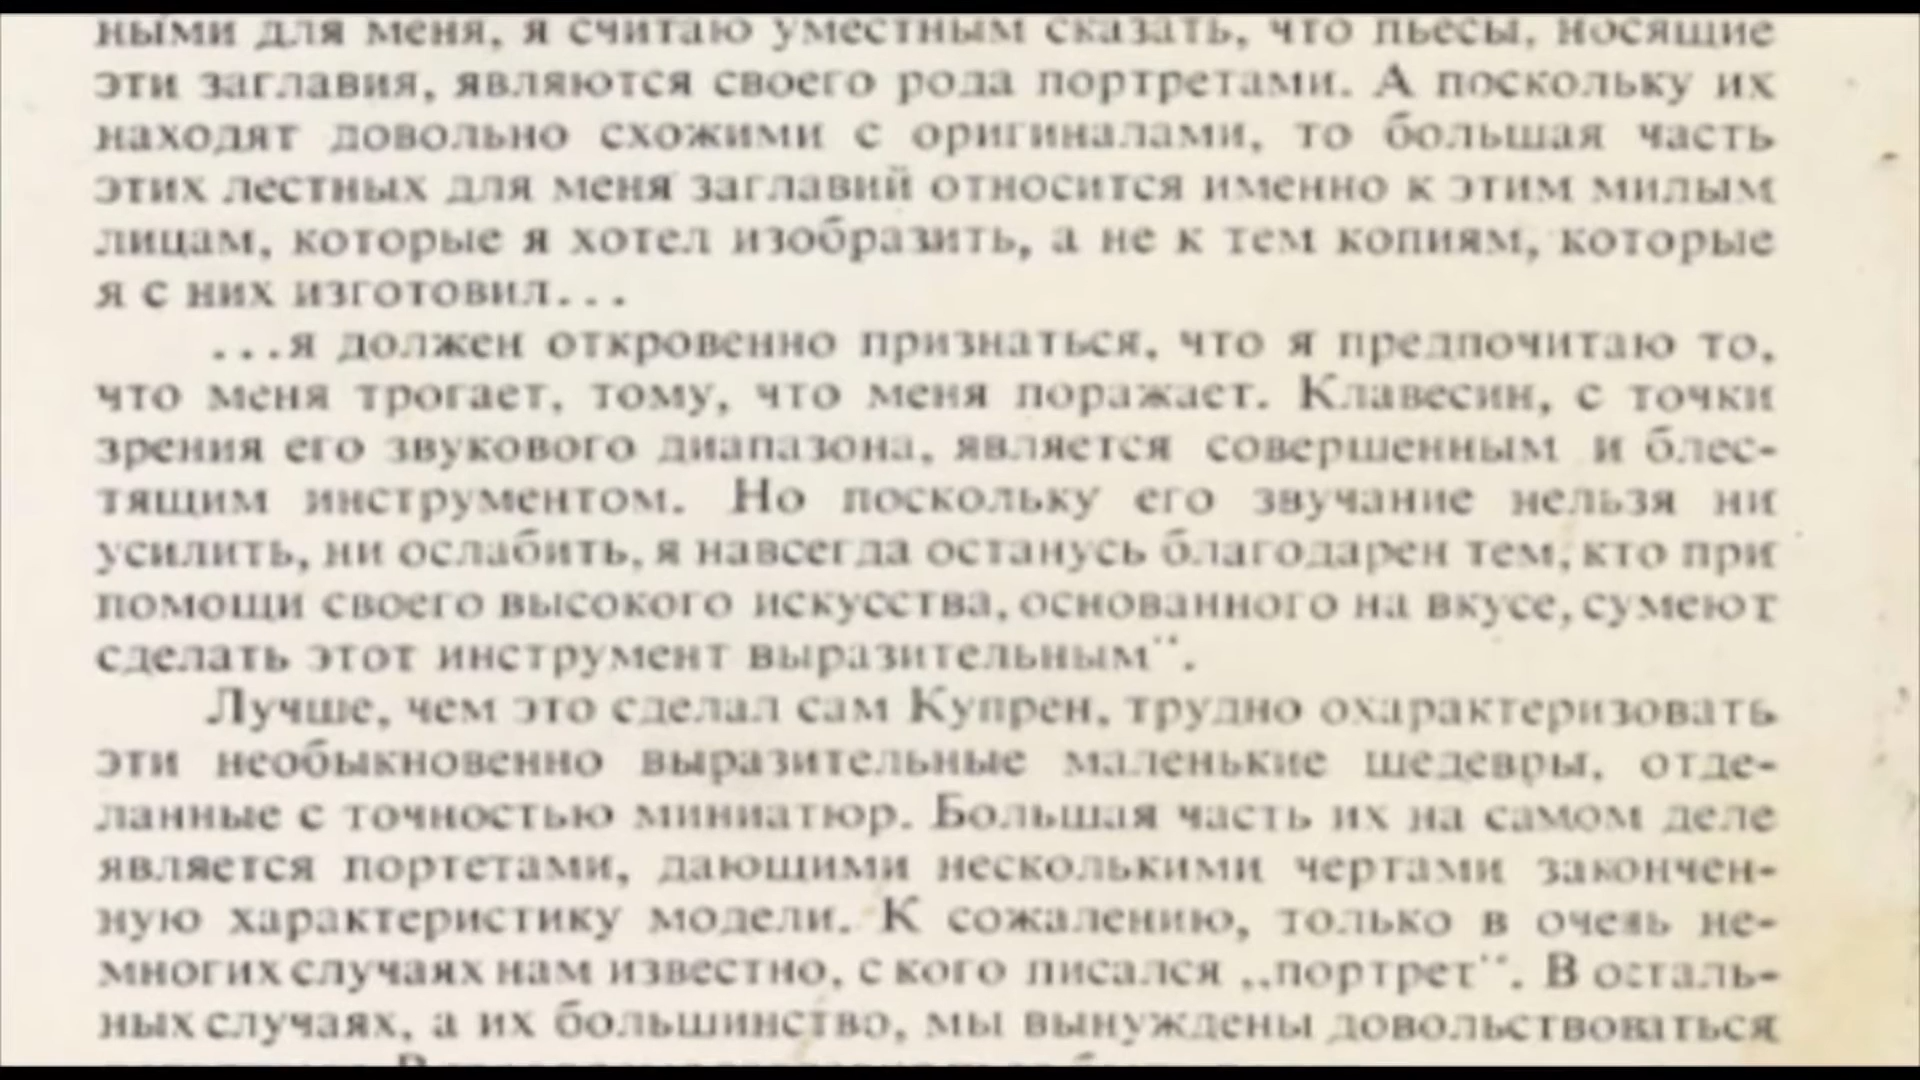 ными для меня, я считаю уместным сказать, что пьесы, носящие
эти заглавия, являются своего рода портретами. А поскольку их
находят довольно схожими с оригиналами, то большая часть
этих лестных для меня заглавий относится именно к этим милым
лицам, которые я хотел изобразить, а не к тем копиям, которые
я с них изготовил...
...я должен откровенно признаться, что я предпочитаю то,
что меня трогает, тому, что меня поражает. Клавесин, с точки
зрения его звукового диапазона, является совершенным и блес-
тящим инструментом. Но поскольку его звучание нельзя ни
усилить, ни ослабить, я навсегда останусь благодарен тем, кто при
помощи своего высокого искусства, основанного на вкусе, сумеют
сделать этот инструмент выразительным“.
Лучше, чем это сделал сам Купрен, трудно охарактеризовать
эти необыкновенно выразительные маленькие шедевры, отде-
ланные с точностью миниатюр. Большая часть их на самом деле
является портетами, дающими несколькими чертами закончен-
ную характеристику модели. К сожалению, только в очень не-
многих случаях нам известно, с кого писался „портрет“. В осталь-
ных случаях, а их большинство, мы вынуждены довольствоваться